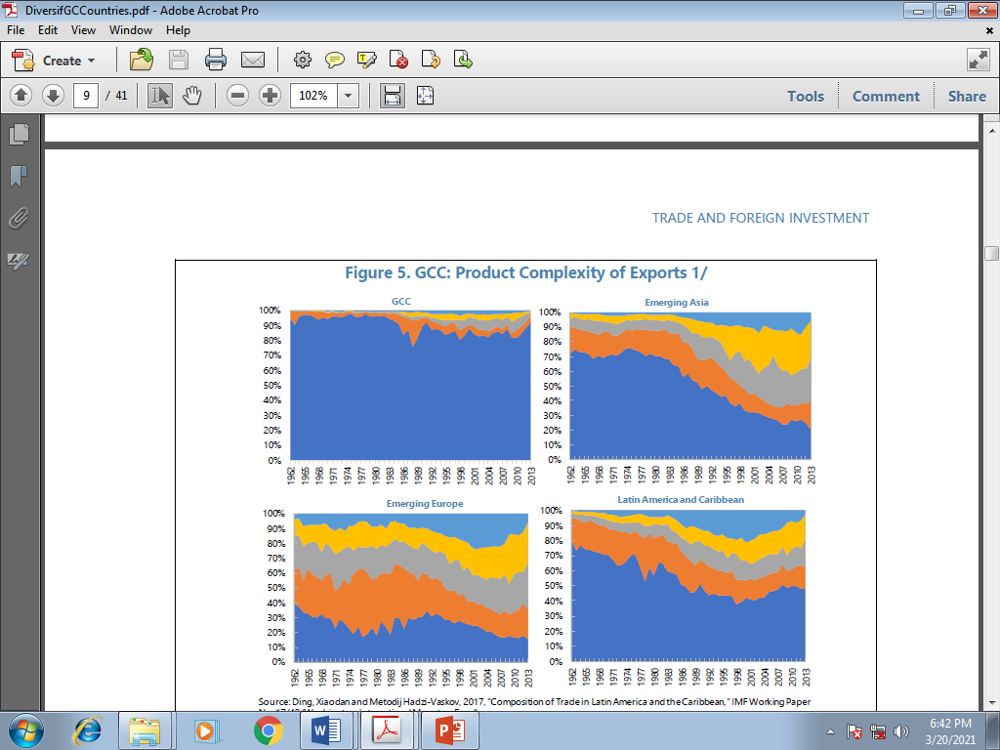 DiversifGCCountries.pdf - Adobe Acrobat Pro
File Edit View Window Help
Create
9 / 41 102% Tools Comment Share
TRADE AND FOREIGN INVESTMENT
Figure 5. GCC: Product Complexity of Exports 1/
GCC
100%
90%
80%
70%
60%
50%
40%
30%
20%
10%
0%
1962 1965 1968 1971 1974 1977 1980 1983 1986 1989 1992 1995 1998 2001 2004 2007 2010 2013
Emerging Asia
100%
90%
80%
70%
60%
50%
40%
30%
20%
10%
0%
1962 1965 1968 1971 1974 1977 1980 1983 1986 1989 1992 1995 1998 2001 2004 2007 2010 2013
Emerging Europe
100%
90%
80%
70%
60%
50%
40%
30%
20%
10%
0%
1962 1965 1968 1971 1974 1977 1980 1983 1986 1989 1992 1995 1998 2001 2004 2007 2010 2013
Latin America and Caribbean
100%
90%
80%
70%
60%
50%
40%
30%
20%
10%
0%
1962 1965 1968 1971 1974 1977 1980 1983 1986 1989 1992 1995 1998 2001 2004 2007 2010 2013
Source: Ding, Xiaodan and Metodij Hadzi-Vaskov, 2017, "Composition of Trade in Latin America and the Caribbean," IMF Working Paper
6:42 PM
3/20/2021